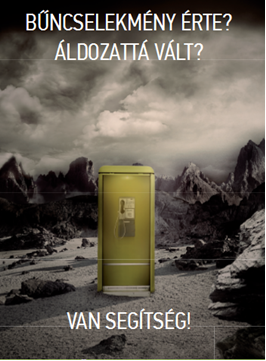 BŰNCSELEKMÉNY ÉRTE?
ÁLDOZATTÁ VÁLT?
VAN SEGÍTSÉG!